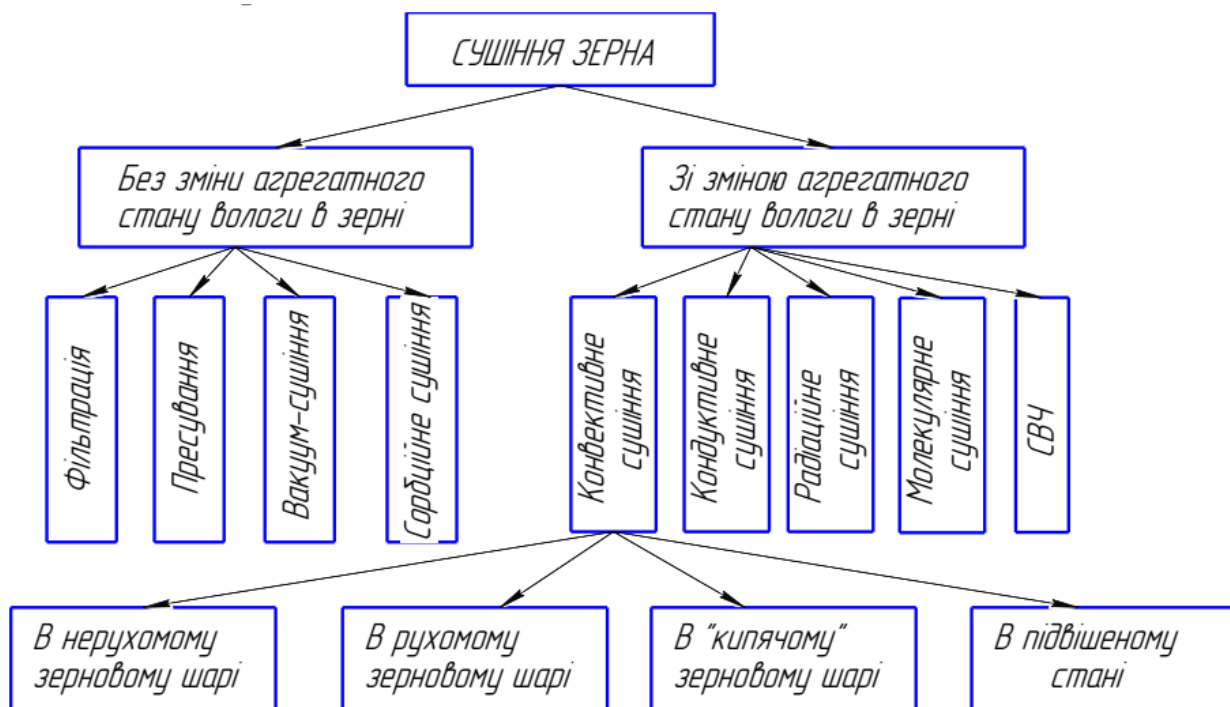 СУШІННЯ ЗЕРНА
Без зміни агрегатного
стану вологи в зерні
Зі зміною агрегатного
стану вологи в зерні
Фільтрація
Пресування
Вакуум-сушіння
Сорбційне сушіння
Конвективне
сушіння
Кондуктивне
сушіння
Радіаційне
сушіння
Молекулярне
сушіння
СВЧ
В нерухомому
зерновому шарі
В рухомому
зерновому шарі
В "кипячому"
зерновому шарі
В підвішеному
стані